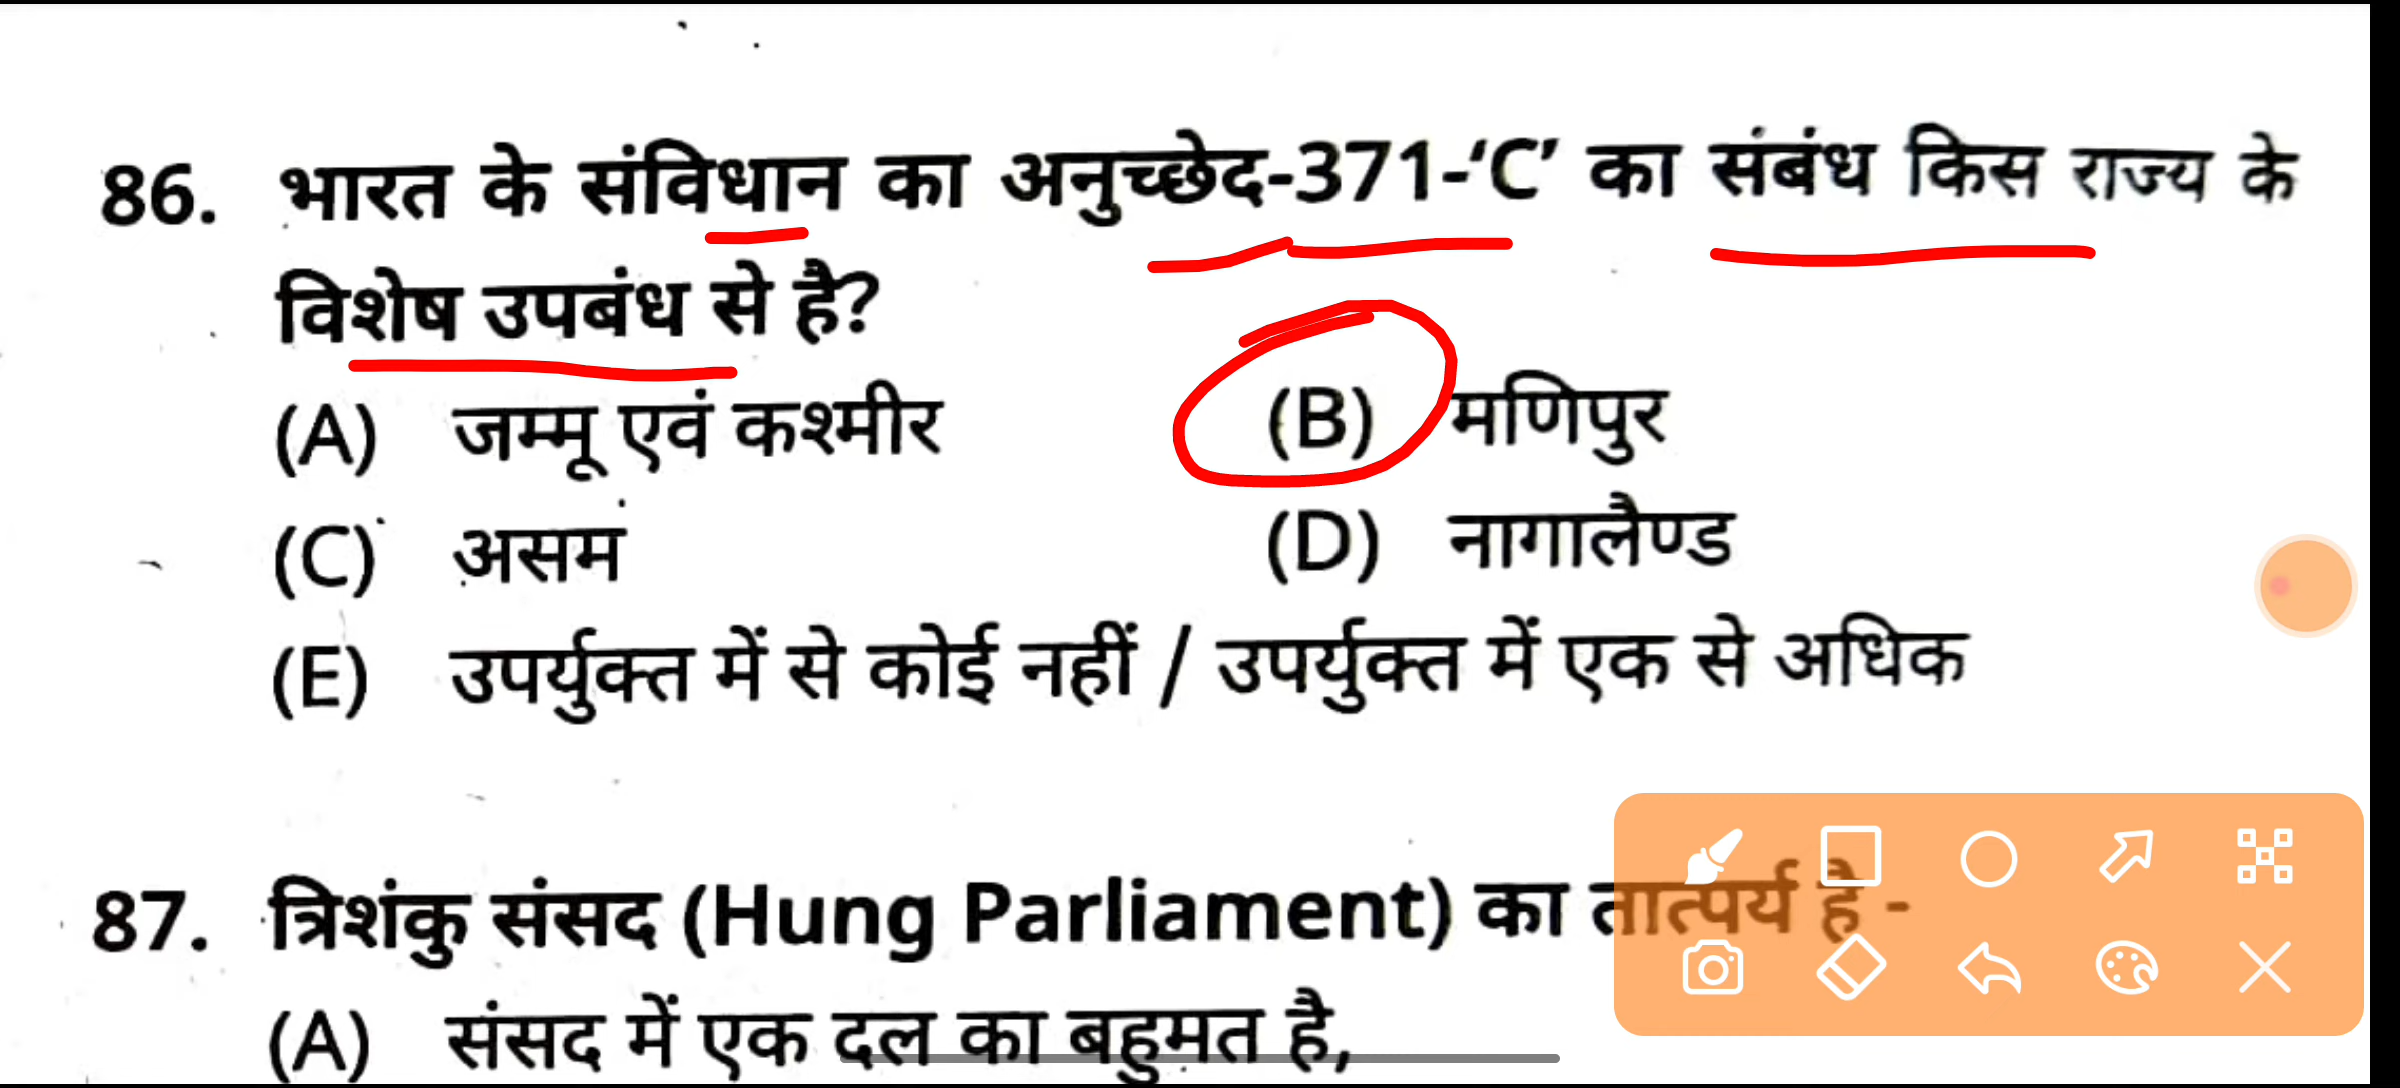 86. भारत के संविधान का अनुच्छेद-371-‘C’ का संबंध किस राज्य के
विशेष उपबंध से है?
(A) जम्मू एवं कश्मीर (B) मणिपुर
(C) असम (D) नागालैण्ड
(E) उपर्युक्त में से कोई नहीं / उपर्युक्त में एक से अधिक
87. त्रिशंकु संसद (Hung Parliament) का तात्पर्य है -
(A) संसद में एक दल का बहुमत है,